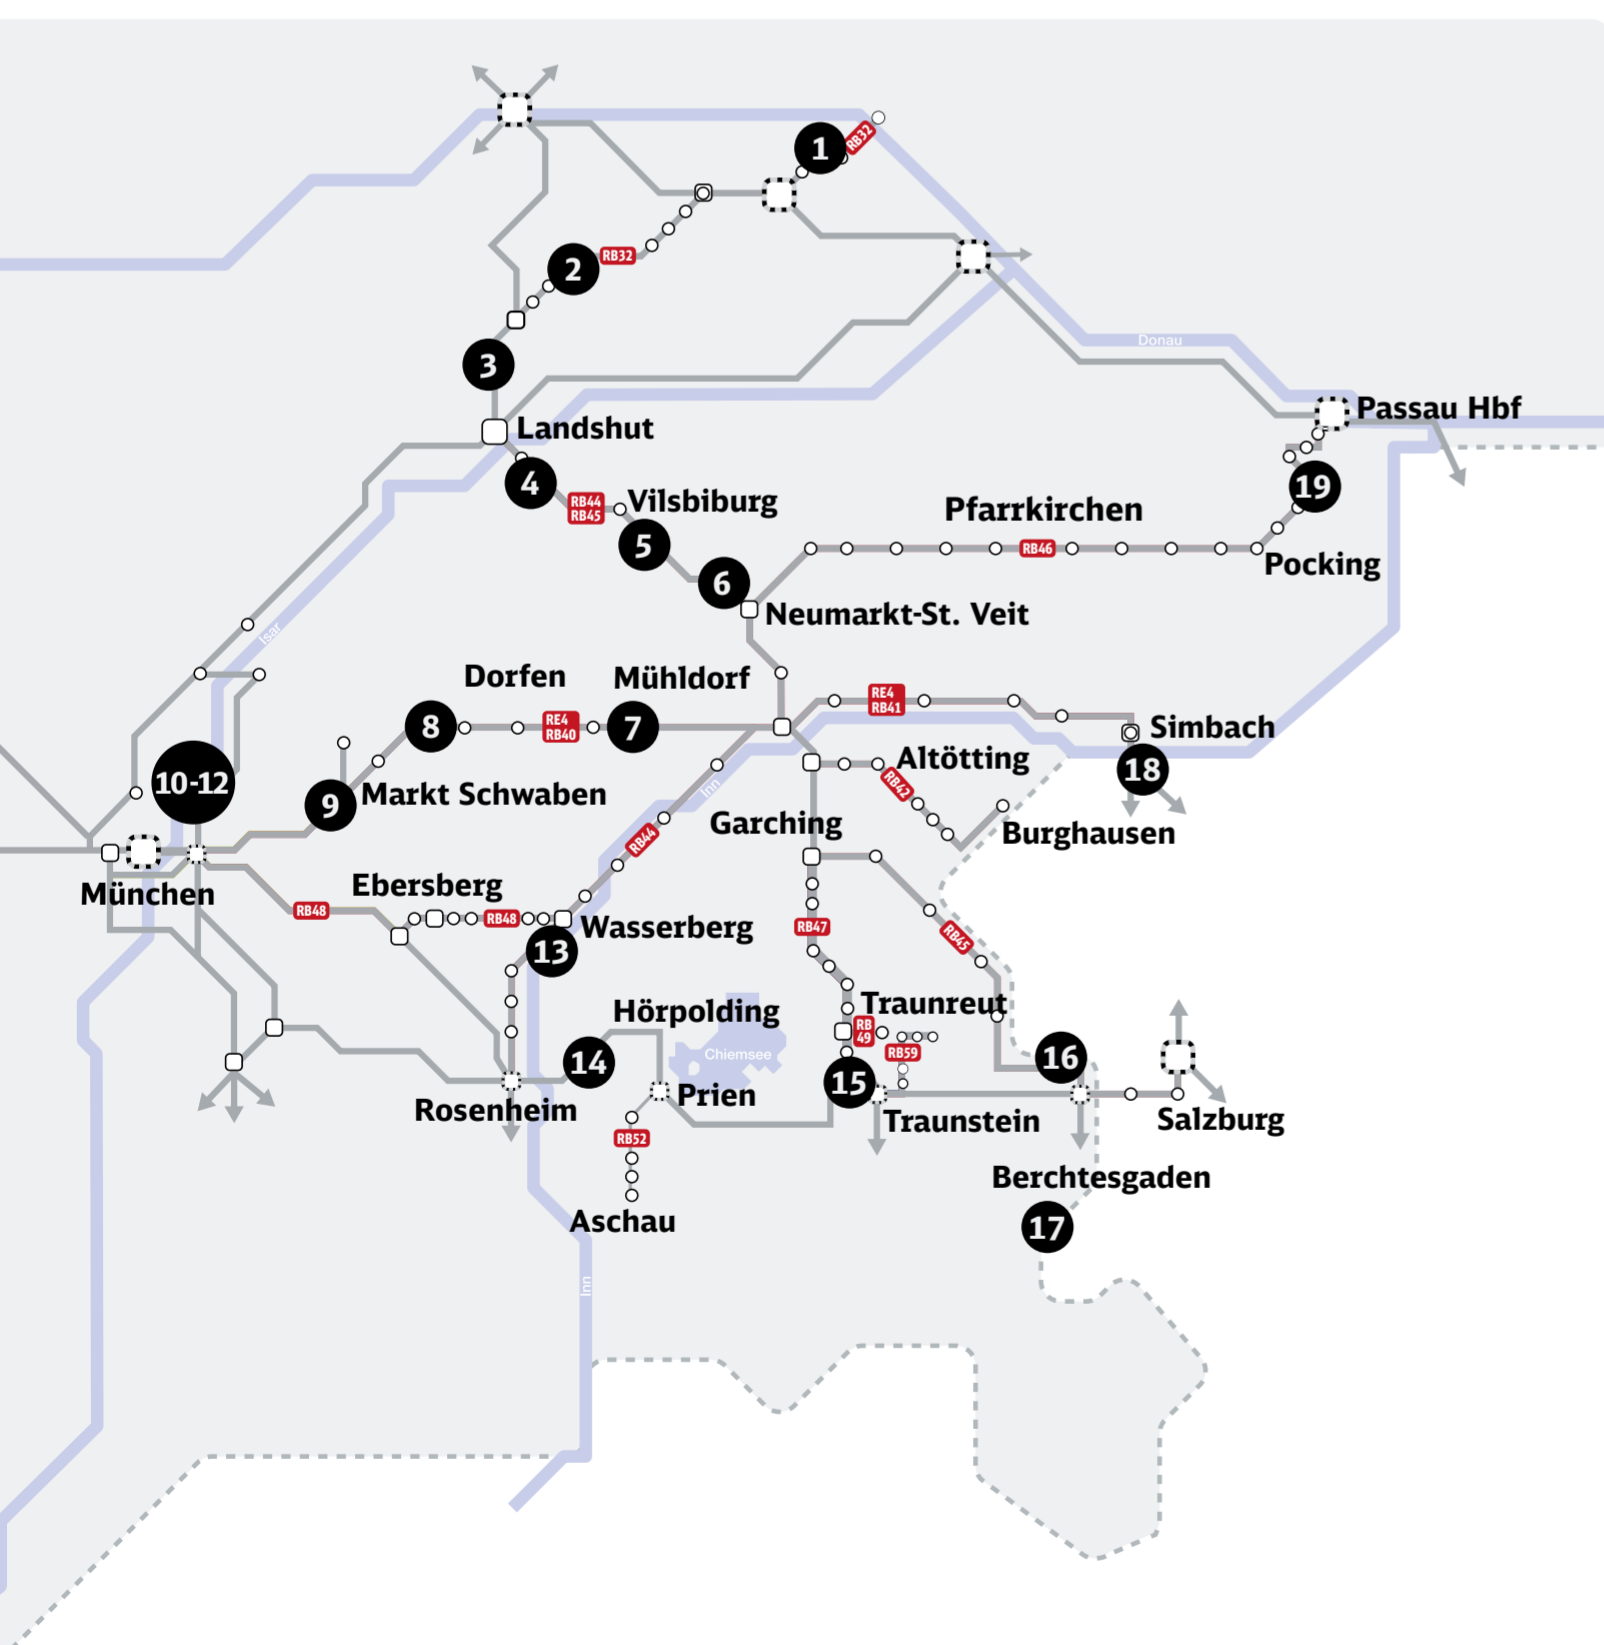 1
RB32
2
RB32
3
Donau
Passau Hbf
Landshut
4
RB44
RB45
Vilsbiburg
5
19
Pfarrkirchen
RB46
Pocking
6
Neumarkt-St. Veit
Isar
Dorfen
Mühldorf
8
RE4
RB40
7
RE4
RB41
Simbach
18
10-12
9
Markt Schwaben
Inn
Altötting
RB42
Garching
Burghausen
RB44
München
Ebersberg
RB48
RB48
Wasserberg
13
RB47
RB45
Hörpolding
Traunreut
RB
49
RB59
Chiemsee
14
15
16
Rosenheim
Prien
Traunstein
Salzburg
RB52
Berchtesgaden
Aschau
17
Inn